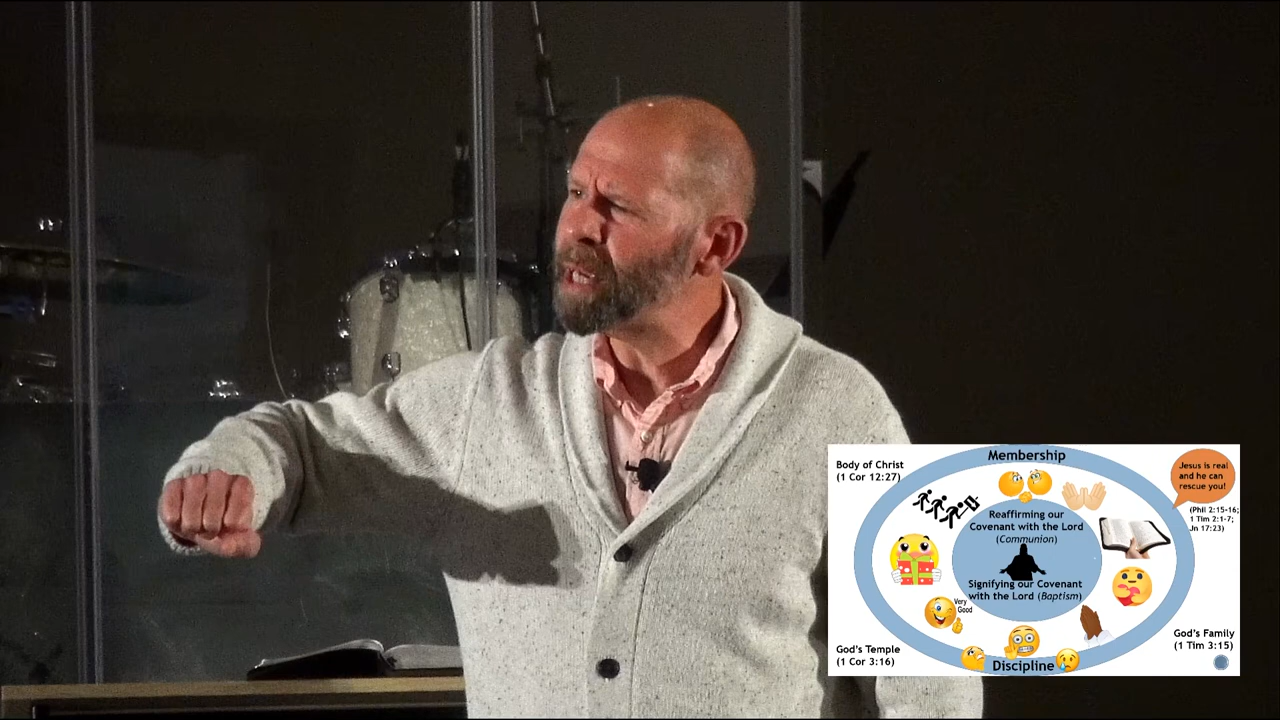 Membership
Body of Christ
(1 Cor 12:27)
Jesus is real
and he can
rescue you!
(Phil 2:15-16;
1 Tim 2:1-7;
Jn 17:23)
Reaffirming our
Covenant with the Lord
(Communion)
Signifying our Covenant
with the Lord (Baptism)
Very
Good
God's Temple
(1 Cor 3:16)
God's Family
(1 Tim 3:15)
Discipline